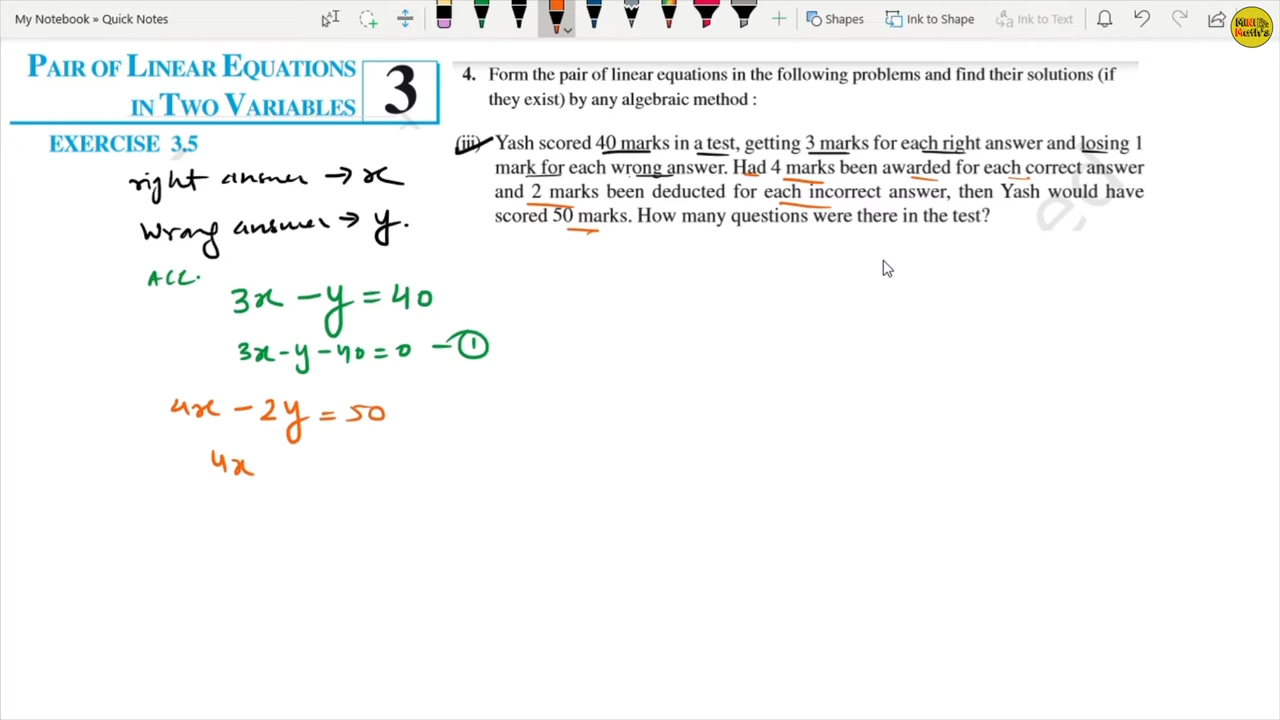 My Notebook » Quick Notes
Shapes
Ink to Shape
Ink to Text
MINI Maths's
PAIR OF LINEAR EQUATIONS
IN TWO VARIABLES
3
EXERCISE 3.5
4. Form the pair of linear equations in the following problems and find their solutions (if
they exist) by any algebraic method :
(iii) Yash scored 40 marks in a test, getting 3 marks for each right answer and losing 1
mark for each wrong answer. Had 4 marks been awarded for each correct answer
and 2 marks been deducted for each incorrect answer, then Yash would have
scored 50 marks. How many questions were there in the test?
right answer → x
wrong answer → y.
ACC.
3x - y = 40
3x - y - 40 = 0 - ①
4x - 2y = 50
4x
ed